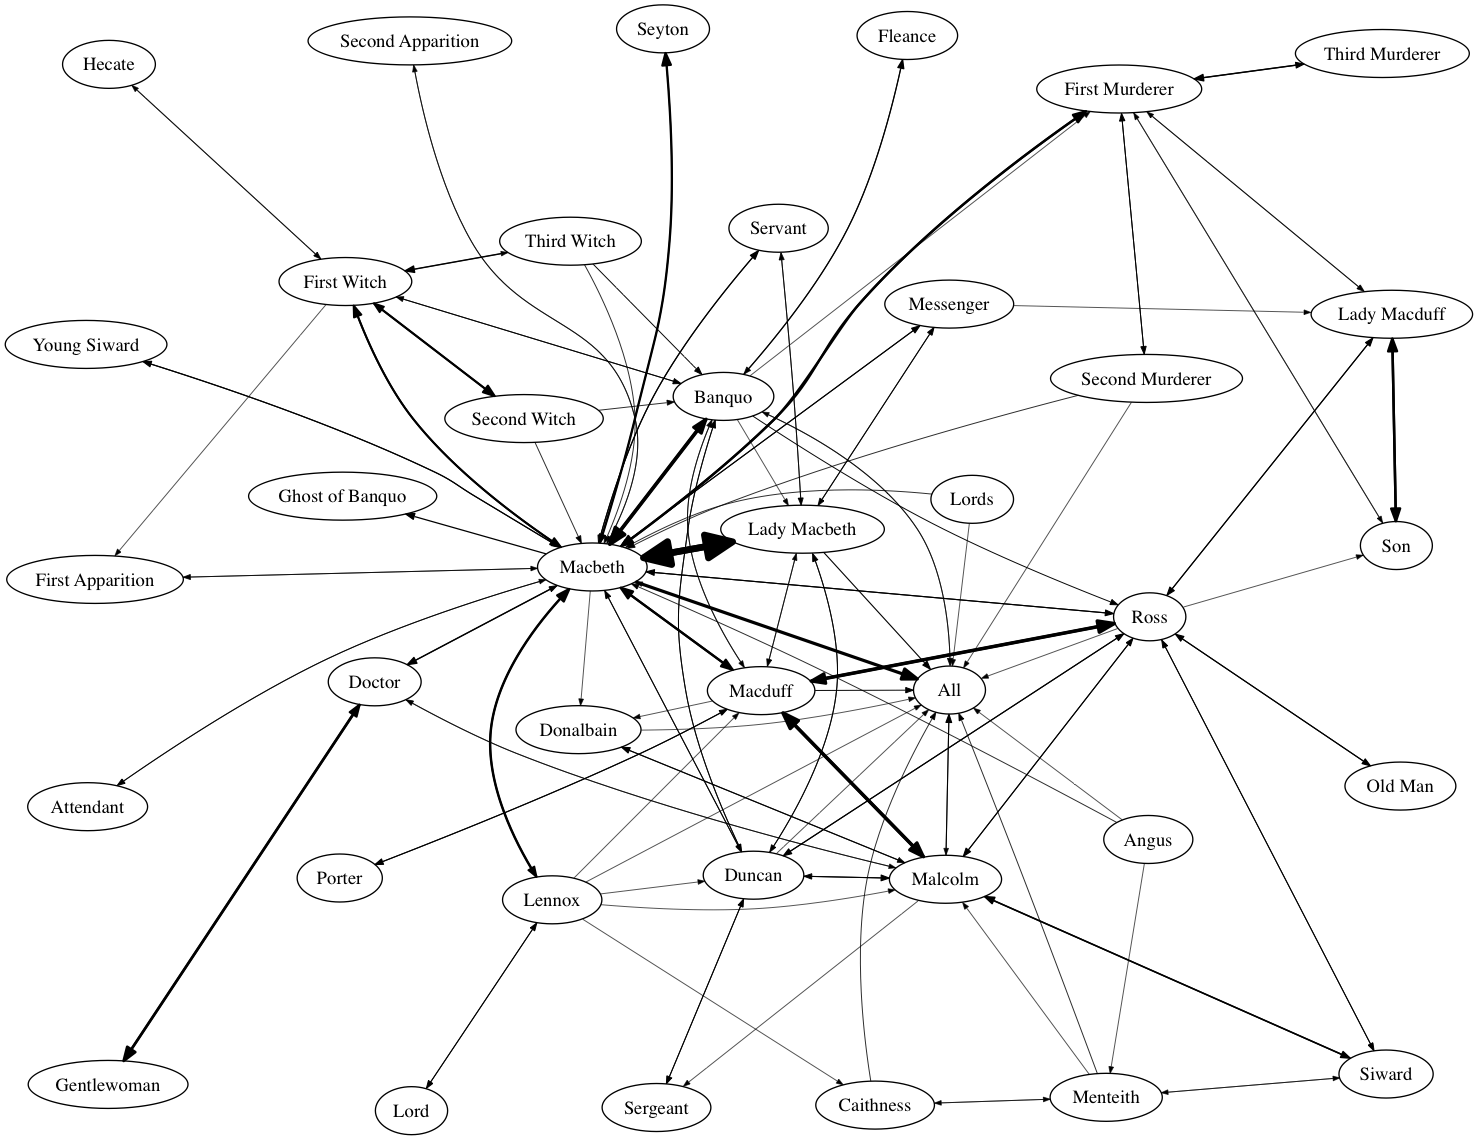 Seyton
Fleance
Second Apparition
Third Murderer
Hecate
First Murderer
Servant
Third Witch
First Witch
Messenger
Lady Macduff
Young Siward
Second Murderer
Banquo
Second Witch
Ghost of Banquo
Lords
Lady Macbeth
Son
Macbeth
First Apparition
Ross
Doctor
Macduff
All
Donalbain
Old Man
Attendant
Angus
Duncan
Porter
Malcolm
Lennox
Siward
Gentlewoman
Menteith
Caithness
Sergeant
Lord